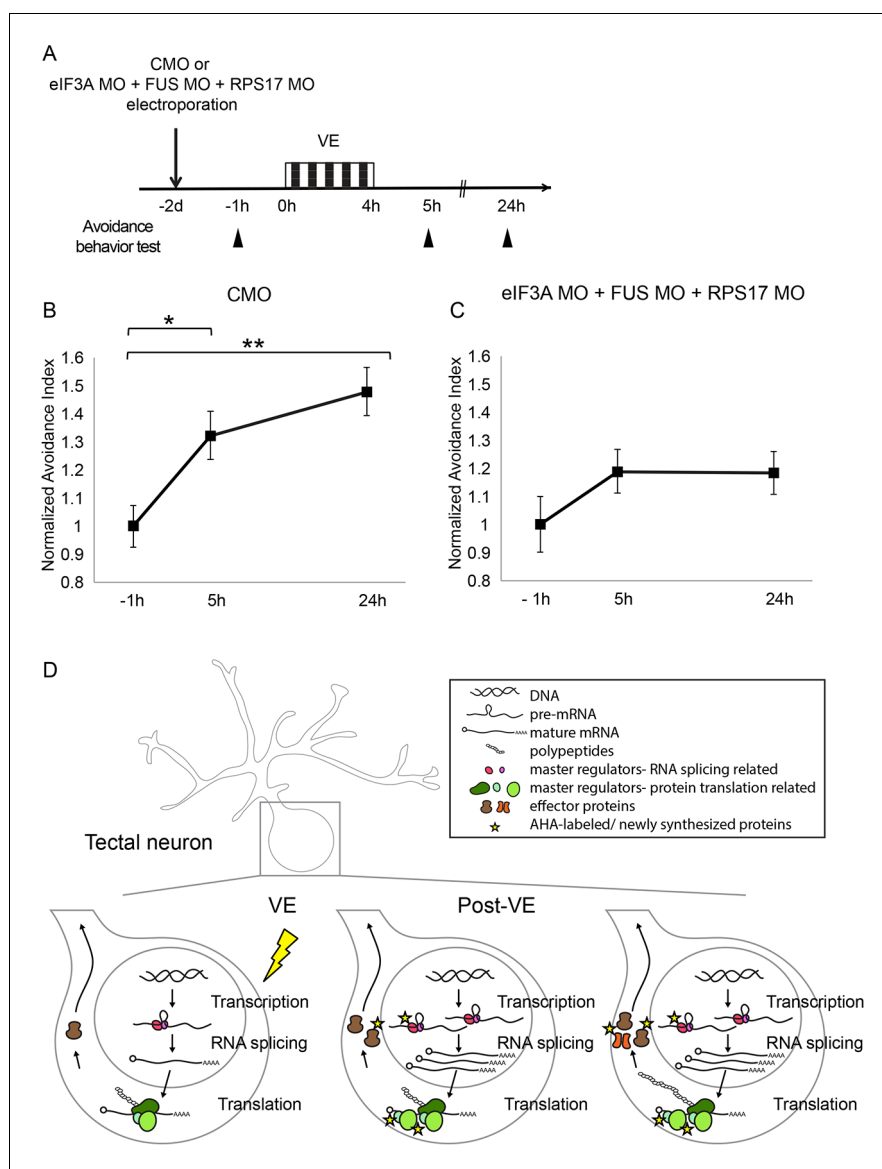 A
CMO or
eIF3A MO + FUS MO + RPS17 MO
electroporation
VE
-2d -1h 0h 4h 5h 24h
Avoidance
behavior test
B
CMO
*
**
Normalized Avoidance Index
1.6
1.5
1.4
1.3
1.2
1.1
1
0.9
0.8
-1h 5h 24h
C
eIF3A MO + FUS MO + RPS17 MO
Normalized Avoidance Index
1.6
1.5
1.4
1.3
1.2
1.1
1
0.9
0.8
- 1h 5h 24h
D
DNA
pre-mRNA
AAAA mature mRNA
polypeptides
master regulators- RNA splicing related
master regulators- protein translation related
effector proteins
AHA-labeled/ newly synthesized proteins
Tectal neuron
VE
Post-VE
Transcription
RNA splicing
AAAA
Translation
AAAA
Transcription
RNA splicing
AAAA
AAAA
AAAA
Translation
AAAA
Transcription
RNA splicing
AAAA
AAAA
AAAA
Translation
AAAA